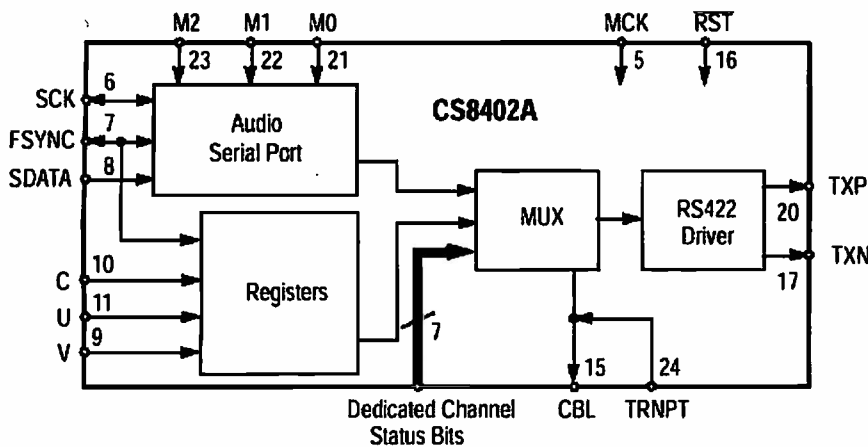 M2 M1 M0 MCK RST
23 22 21 5 16
SCK 6
CS8402A
Audio
Serial Port
FSYNC 7
SDATA 8
MUX
RS422
Driver
TXP
20
TXN
17
C 10
U 11
V 9
Registers
7
15 24
Dedicated Channel
Status Bits
CBL TRNPT